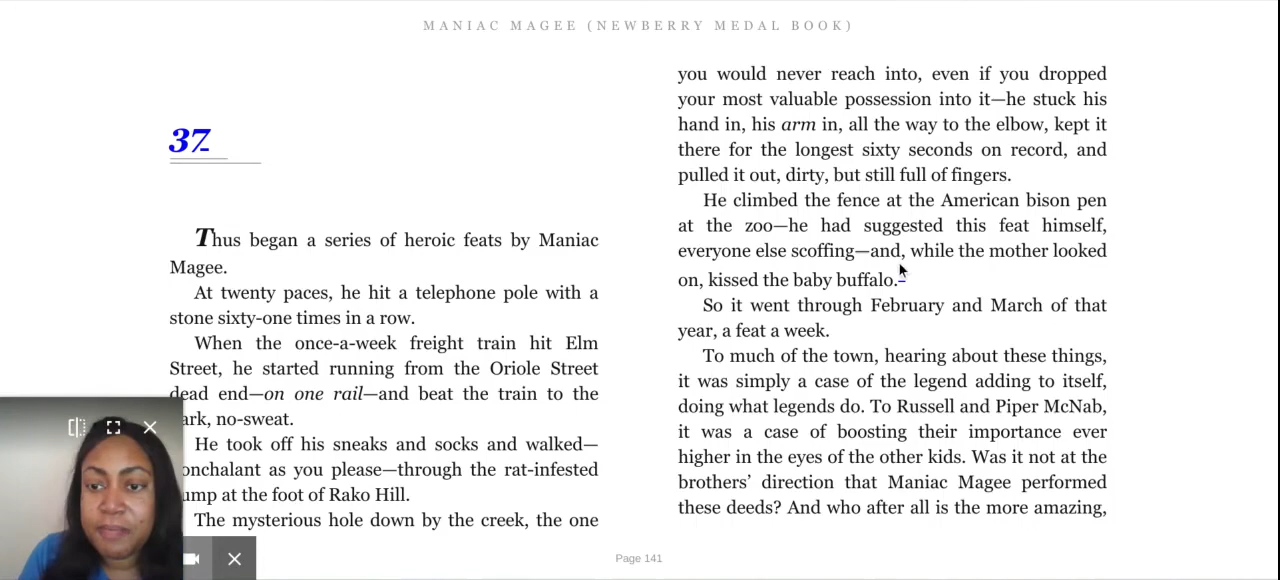 MANIAC MAGEE (NEWBERRY MEDAL BOOK)
37
Thus began a series of heroic feats by Maniac
Magee.
At twenty paces, he hit a telephone pole with a
stone sixty-one times in a row.
When the once-a-week freight train hit Elm
Street, he started running from the Oriole Street
dead end—on one rail—and beat the train to the
ark, no-sweat.
He took off his sneaks and socks and walked—
onchalant as you please—through the rat-infested
ump at the foot of Rako Hill.
The mysterious hole down by the creek, the one
you would never reach into, even if you dropped
your most valuable possession into it—he stuck his
hand in, his arm in, all the way to the elbow, kept it
there for the longest sixty seconds on record, and
pulled it out, dirty, but still full of fingers.
He climbed the fence at the American bison pen
at the zoo—he had suggested this feat himself,
everyone else scoffing—and, while the mother looked
on, kissed the baby buffalo.
So it went through February and March of that
year, a feat a week.
To much of the town, hearing about these things,
it was simply a case of the legend adding to itself,
doing what legends do. To Russell and Piper McNab,
it was a case of boosting their importance ever
higher in the eyes of the other kids. Was it not at the
brothers’ direction that Maniac Magee performed
these deeds? And who after all is the more amazing,
Page 141